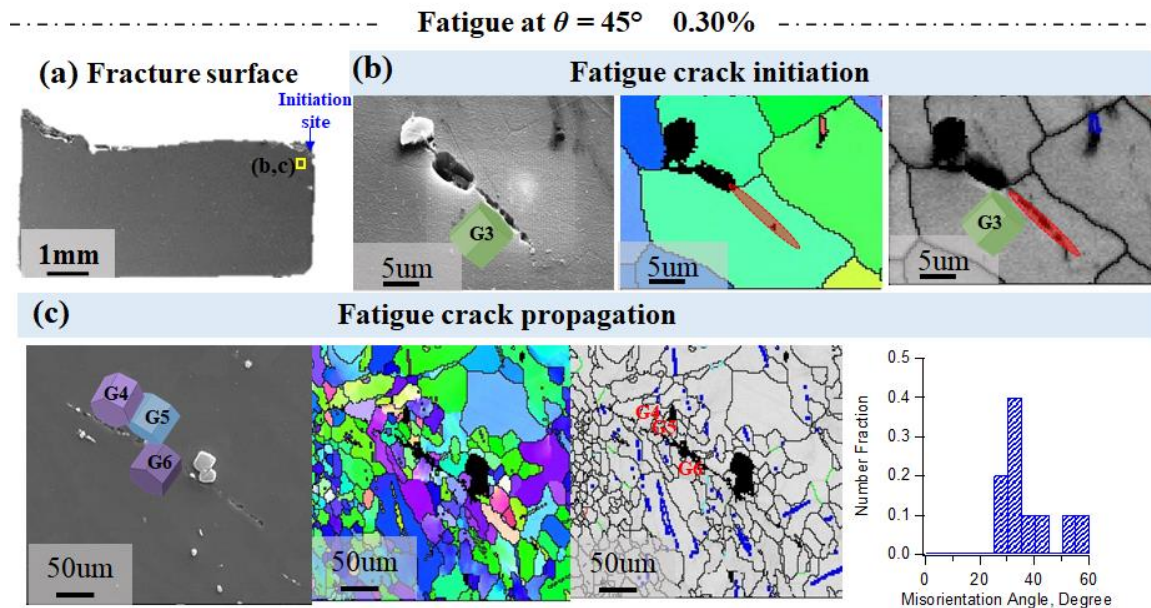 Fatigue at θ = 45° 0.30%
(a) Fracture surface
Initiation
site
(b,c)
1mm
(b) Fatigue crack initiation
G3
5um
5um
G3
5um
(c) Fatigue crack propagation
G4
G5
G6
50um
50um
G4
G5
G6
50um
Number Fraction
0.5
0.4
0.3
0.2
0.1
0.0
0 20 40 60
Misorientation Angle, Degree